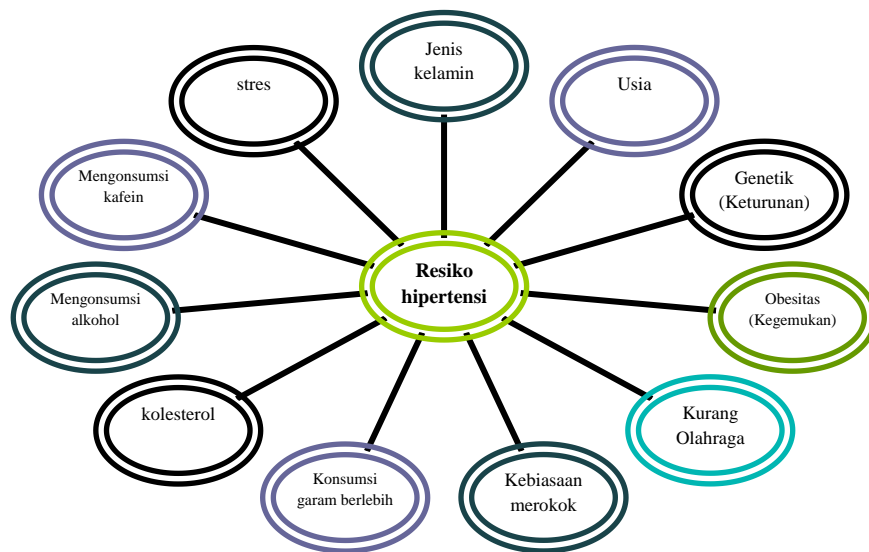 Jenis
kelamin
Usia
Genetik
(Keturunan)
Obesitas
(Kegemukan)
Kurang
Olahraga
Kebiasaan
merokok
Konsumsi
garam berlebih
kolesterol
Mengonsumsi
alkohol
Mengonsumsi
kafein
stres
Resiko
hipertensi